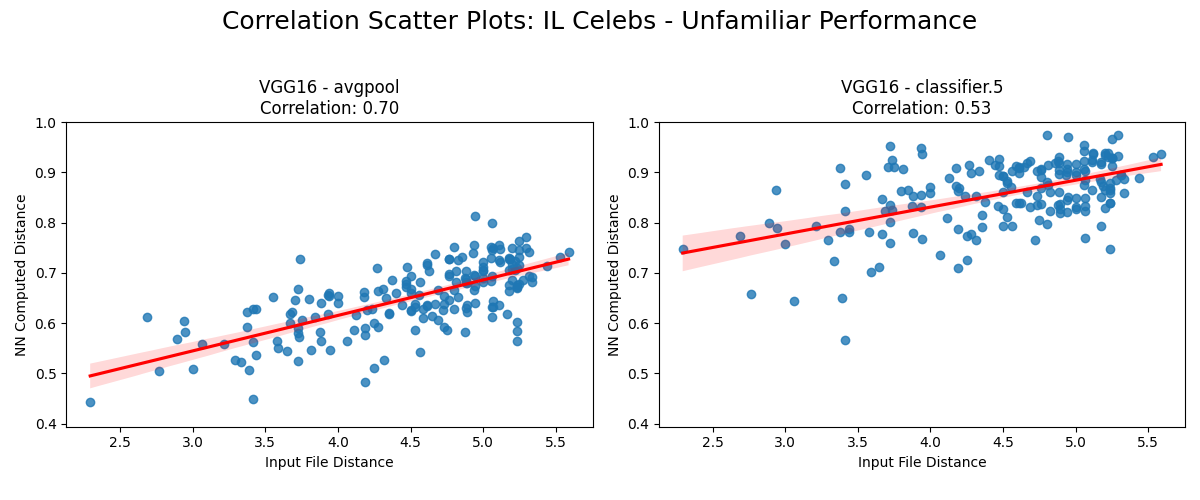 Correlation Scatter Plots: IL Celebs - Unfamiliar Performance
VGG16 - avgpool
Correlation: 0.70
1.0
0.9
0.8
0.7
0.6
0.5
0.4
NN Computed Distance
2.5 3.0 3.5 4.0 4.5 5.0 5.5
Input File Distance
VGG16 - classifier.5
Correlation: 0.53
1.0
0.9
0.8
0.7
0.6
0.5
0.4
NN Computed Distance
2.5 3.0 3.5 4.0 4.5 5.0 5.5
Input File Distance